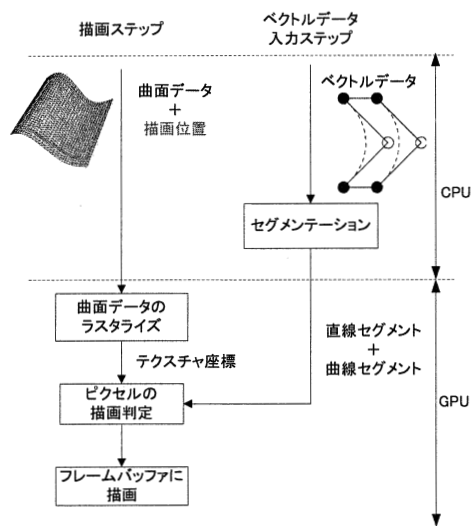 描画ステップ
ベクトルデータ
入力ステップ
曲面データ
+
描画位置
ベクトルデータ
セグメンテーション
CPU
曲面データの
ラスタライズ
テクスチャ座標
直線セグメント
+
曲線セグメント
ピクセルの
描画判定
GPU
フレームバッファに
描画